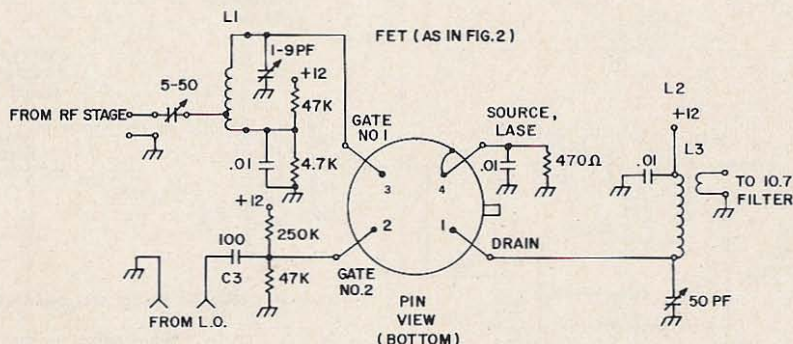 L1
FET (AS IN FIG.2)
1-9PF
+12
5-50
47K
FROM RF STAGE
GATE
NO 1
SOURCE,
LASE
L2
+12
L3
.01
4.7K
.01
470Ω
.01
TO 10.7
FILTER
3
4
+12
250K
2
1
100
C3
47K
GATE
NO.2
DRAIN
FROM L.O.
PIN
VIEW
(BOTTOM)
50 PF